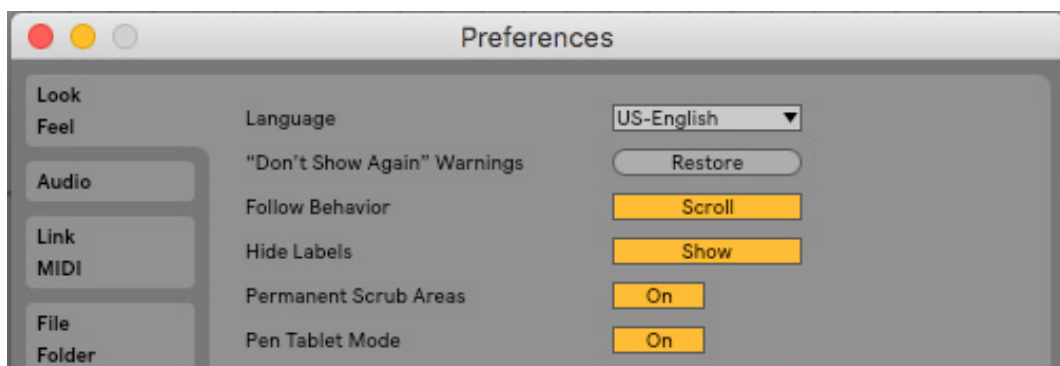 Preferences
Look
Feel
Audio
Link
MIDI
File
Folder
Language US-English
"Don't Show Again" Warnings Restore
Follow Behavior Scroll
Hide Labels Show
Permanent Scrub Areas On
Pen Tablet Mode On